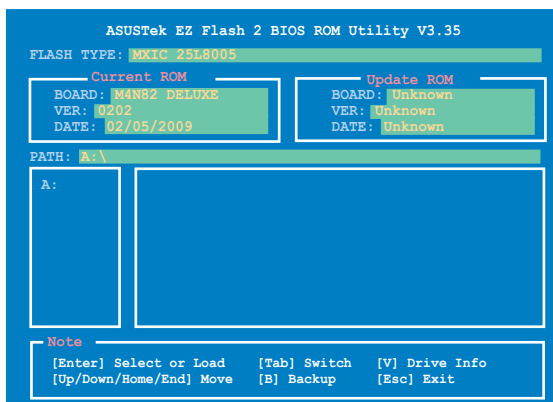 ASUSTek EZ Flash 2 BIOS ROM Utility V3.35
FLASH TYPE: MXIC 25L8005
Current ROM
BOARD: M4N82 DELUXE
VER: 0202
DATE: 02/05/2009
Update ROM
BOARD: Unknown
VER: Unknown
DATE: Unknown
PATH: A:\
A:
Note
[Enter] Select or Load [Tab] Switch [V] Drive Info
[Up/Down/Home/End] Move [B] Backup [Esc] Exit